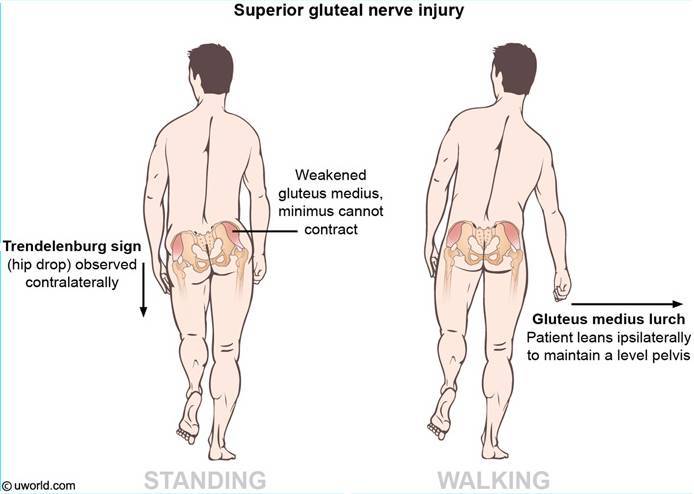 Superior gluteal nerve injury
Weakened
gluteus medius,
minimus cannot
contract
Trendelenburg sign
(hip drop) observed
contralaterally
Gluteus medius lurch
Patient leans ipsilaterally
to maintain a level pelvis
STANDING
WALKING
© uworld.com